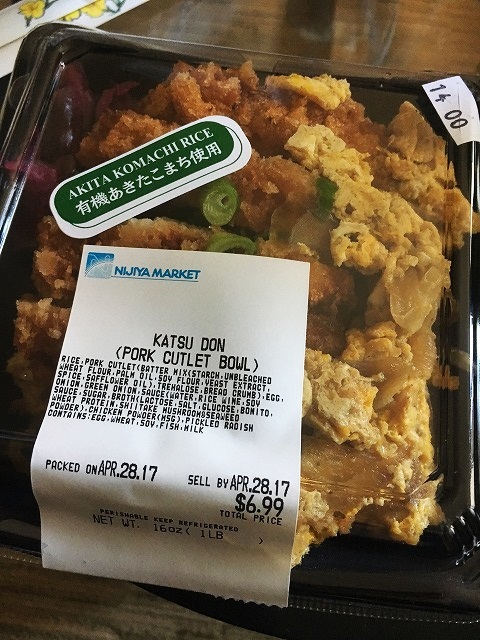 14 00
AKITA KOMACHI RICE
有機あきたこまち使用
NIJIYA MARKET
KATSU DON
(PORK CUTLET BOWL)
RICE,PORK CUTLET(BATTER MIX(STARCH,UNBLEACHED
WHEAT FLOUR,PALM OIL,SOY FLOUR,YEAST EXTRACT,
SPICE,SAFFLOWER OIL),TREHALOSE,BREAD CRUMB),EGG,
ONION,GREEN ONION,SAUCE(WATER,RICE WINE,SOY
SAUCE,SUGAR,BROTH(LACTOSE,SALT,GLUCOSE,BONITO,
WHEAT PROTEIN,SHIITAKE MUSHROOM&SEAWEED
POWDER),CHICKEN POWDER(MSG),PICKLED RADISH
CONTAINS:EGG,WHEAT,SOY,FISH,MILK
PACKED ON APR.28.17 SELL BY APR.28.17
$6.99
TOTAL PRICE
PERISHABLE KEEP REFRIGERATED
NET WT. 16oz( 1LB )